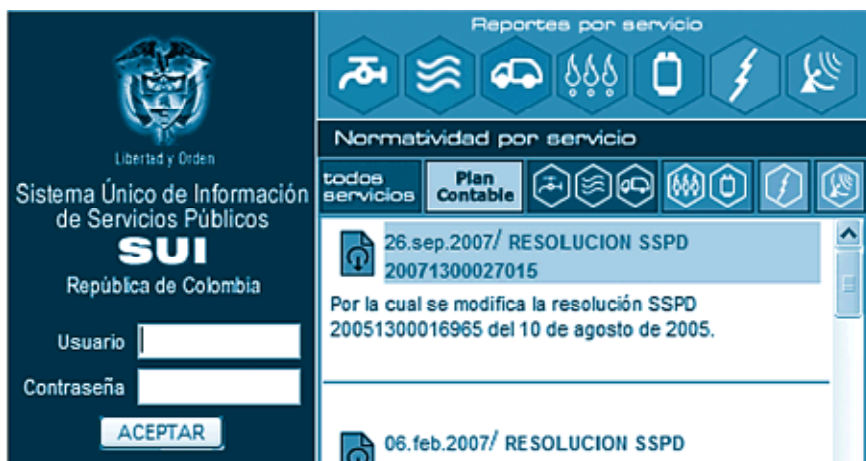 Libertad y Orden
Sistema Único de Información
de Servicios Públicos
SUI
República de Colombia
Usuario
Contraseña
ACEPTAR
Reportes por servicio
Normatividad por servicio
todos
servicios
Plan
Contable
26.sep.2007/ RESOLUCION SSPD
20071300027015
Por la cual se modifica la resolución SSPD
20051300016965 del 10 de agosto de 2005.
06.feb.2007/ RESOLUCION SSPD